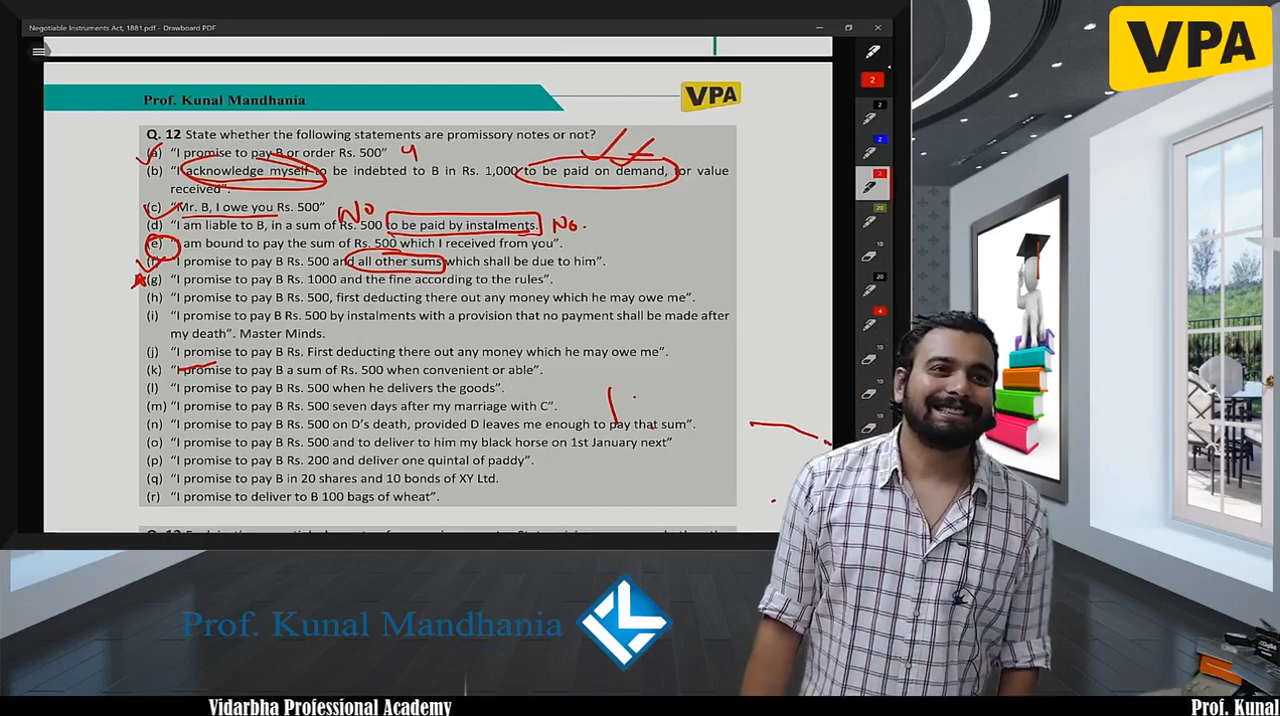 Negotiable Instruments Act, 1881.pdf - Drawboard PDF
VPA
Prof. Kunal Mandhania
VPA
Q. 12 State whether the following statements are promissory notes or not?
(a) "I promise to pay B or order Rs. 500"
(b) "I acknowledge myself to be indebted to B in Rs. 1,000 to be paid on demand, for value
received".
(c) "Mr. B, I owe you Rs. 500"
No
(d) "I am liable to B, in a sum of Rs. 500 to be paid by instalments. No.
(e) am bound to pay the sum of Rs. 500 which I received from you".
I promise to pay B Rs. 500 and all other sums which shall be due to him".
(g) "I promise to pay B Rs. 1000 and the fine according to the rules".
(h) "I promise to pay B Rs. 500, first deducting there out any money which he may owe me".
(i) "I promise to pay B Rs. 500 by instalments with a provision that no payment shall be made after
my death". Master Minds.
(j) "I promise to pay B Rs. First deducting there out any money which he may owe me".
(k) "I promise to pay B a sum of Rs. 500 when convenient or able".
(l) "I promise to pay B Rs. 500 when he delivers the goods".
(m) "I promise to pay B Rs. 500 seven days after my marriage with C".
(n) "I promise to pay B Rs. 500 on D's death, provided D leaves me enough to pay that sum".
(o) "I promise to pay B Rs. 500 and to deliver to him my black horse on 1st January next"
(p) "I promise to pay B Rs. 200 and deliver one quintal of paddy".
(q) "I promise to pay B in 20 shares and 10 bonds of XY Ltd.
(r) "I promise to deliver to B 100 bags of wheat".
Prof. Kunal Mandhania
Vidarbha Professional Academy
Prof. Kunal